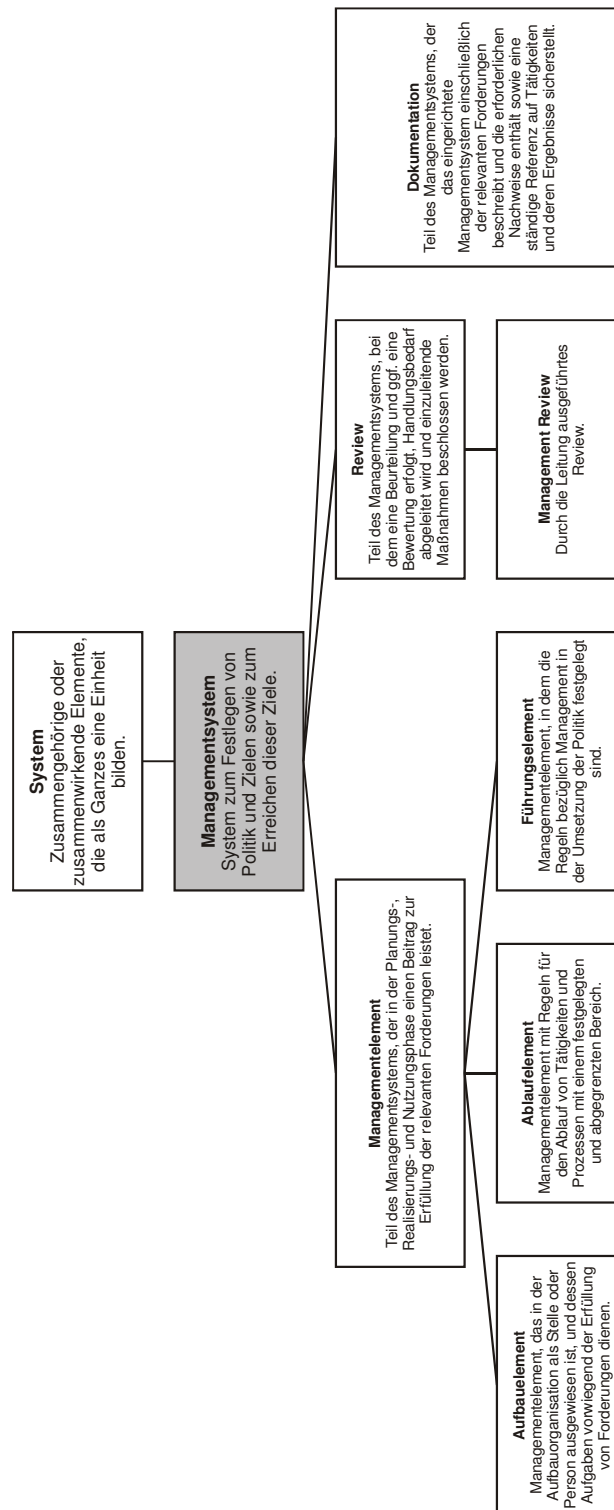 System
Zusammengehörige oder
zusammenwirkende Elemente,
die als Ganzes eine Einheit
bilden.
Managementsystem
System zum Festlegen von
Politik und Zielen sowie zum
Erreichen dieser Ziele.
Managementelement
Teil des Managementsystems, der in der Planungs-,
Realisierungs- und Nutzungsphase einen Beitrag zur
Erfüllung der relevanten Forderungen leistet.
Review
Teil des Managementsystems, bei
dem eine Beurteilung und ggf. eine
Bewertung erfolgt, Handlungsbedarf
abgeleitet wird und einzuleitende
Maßnahmen beschlossen werden.
Dokumentation
Teil des Managementsystems, der
das eingerichtete
Managementsystem einschließlich
der relevanten Forderungen
beschreibt und die erforderlichen
Nachweise enthält sowie eine
ständige Referenz auf Tätigkeiten
und deren Ergebnisse sicherstellt.
Aufbauelement
Managementelement, das in der
Aufbauorganisation als Stelle oder
Person ausgewiesen ist, und dessen
Aufgaben vorwiegend der Erfüllung
von Forderungen dienen.
Ablaufelement
Managementelement mit Regeln für
den Ablauf von Tätigkeiten und
Prozessen mit einem festgelegten
und abgegrenzten Bereich.
Führungselement
Managementelement, in dem die
Regeln bezüglich Management in
der Umsetzung der Politik festgelegt
sind.
Management Review
Durch die Leitung ausgeführtes
Review.